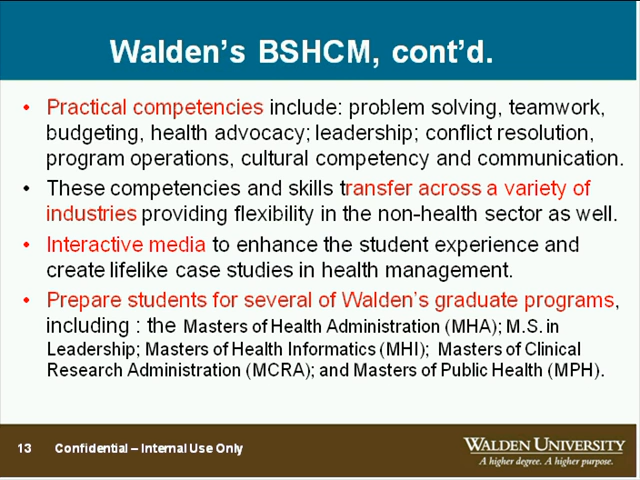 Walden's BSHCM, cont'd.
• Practical competencies include: problem solving, teamwork,
budgeting, health advocacy; leadership; conflict resolution,
program operations, cultural competency and communication.
• These competencies and skills transfer across a variety of
industries providing flexibility in the non-health sector as well.
• Interactive media to enhance the student experience and
create lifelike case studies in health management.
• Prepare students for several of Walden's graduate programs,
including : the Masters of Health Administration (MHA); M.S. in
Leadership; Masters of Health Informatics (MHI); Masters of Clinical
Research Administration (MCRA); and Masters of Public Health (MPH).
13 Confidential – Internal Use Only
WALDEN UNIVERSITY
A higher degree. A higher purpose.